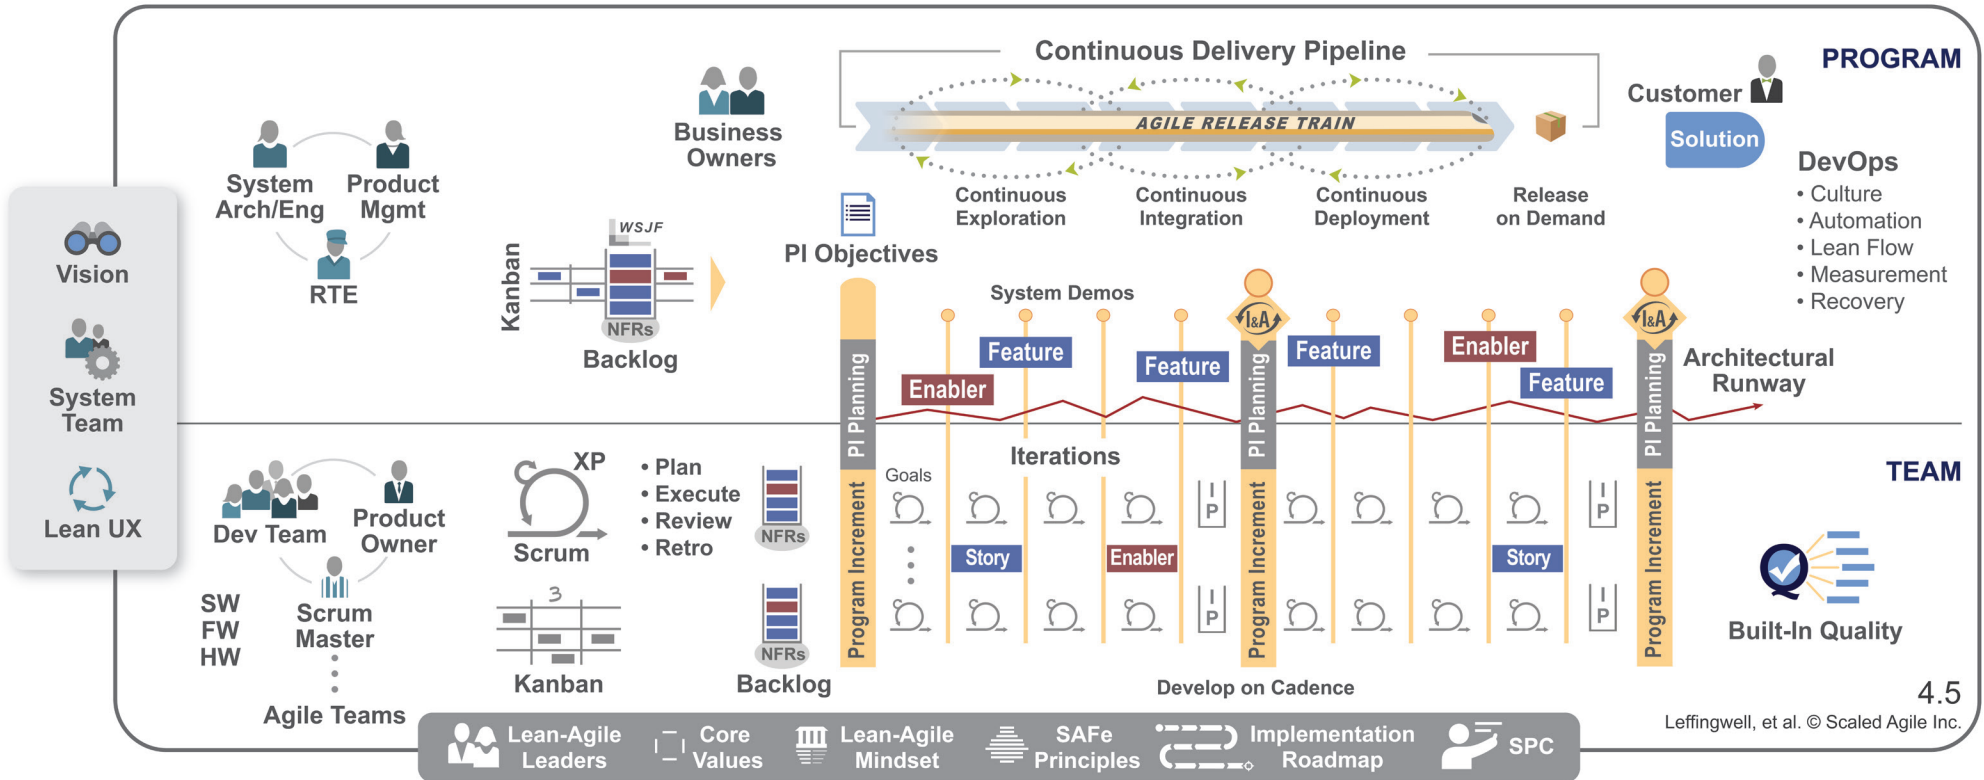 Continuous Delivery Pipeline
PROGRAM
AGILE RELEASE TRAIN
Customer
Solution
Business
Owners
System
Arch/Eng
Product
Mgmt
RTE
Continuous
Exploration
Continuous
Integration
Continuous
Deployment
Release
on Demand
DevOps
• Culture
• Automation
• Lean Flow
• Measurement
• Recovery
Vision
System
Team
Lean UX
Kanban
WSJF
NFRs
Backlog
PI Objectives
System Demos
I&A
I&A
Enabler
Feature
Feature
Feature
Enabler
Feature
Architectural
Runway
PI Planning
PI Planning
PI Planning
TEAM
Dev Team
Product
Owner
Scrum
Master
SW
FW
HW
Agile Teams
XP
Scrum
• Plan
• Execute
• Review
• Retro
3
Kanban
NFRs
NFRs
Backlog
Program Increment
Program Increment
Program Increment
Iterations
Goals
I
P
I
P
Story
Enabler
Story
I
P
I
P
Develop on Cadence
Built-In Quality
4.5
Leffingwell, et al. © Scaled Agile Inc.
Lean-Agile
Leaders
Core
Values
Lean-Agile
Mindset
SAFe
Principles
Implementation
Roadmap
SPC